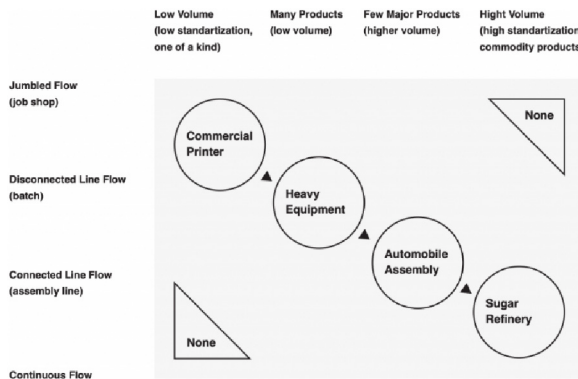 Low Volume
(low standartization,
one of a kind)
Many Products
(low volume)
Few Major Products
(higher volume)
Hight Volume
(high standartization
commodity products
Jumbled Flow
(job shop)
None
Commercial
Printer
Disconnected Line Flow
(batch)
Heavy
Equipment
Automobile
Assembly
Connected Line Flow
(assembly line)
Sugar
Refinery
None
Continuous Flow